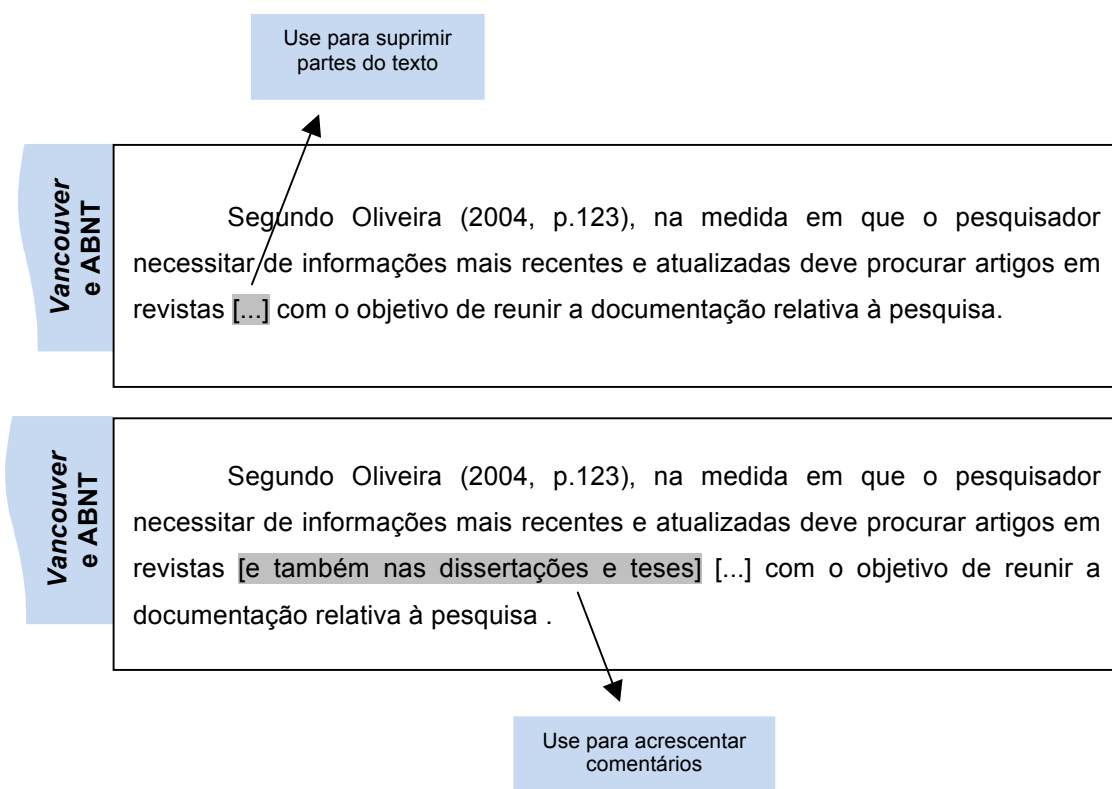 Use para suprimir
partes do texto
Vancouver
e ABNT
Segundo Oliveira (2004, p.123), na medida em que o pesquisador
necessitar de informações mais recentes e atualizadas deve procurar artigos em
revistas [...] com o objetivo de reunir a documentação relativa à pesquisa.
Vancouver
e ABNT
Segundo Oliveira (2004, p.123), na medida em que o pesquisador
necessitar de informações mais recentes e atualizadas deve procurar artigos em
revistas [e também nas dissertações e teses] [...] com o objetivo de reunir a
documentação relativa à pesquisa .
Use para acrescentar
comentários